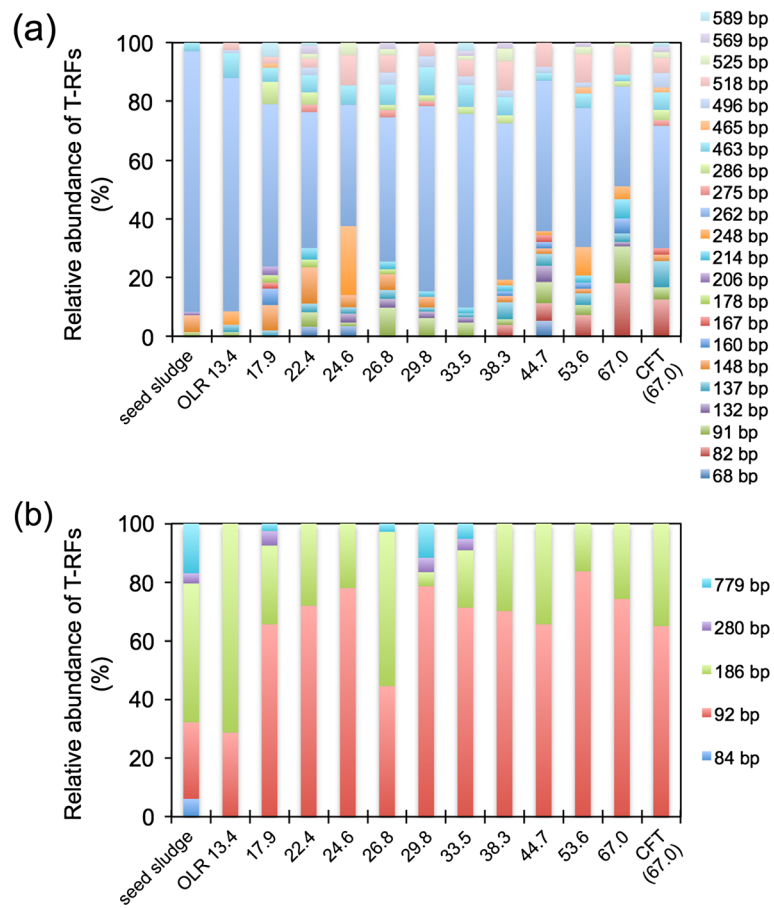 (a)
Relative abundance of T-RFs
(%)
100
80
60
40
20
0
seed sludge
OLR 13.4
17.9
22.4
24.6
26.8
29.8
33.5
38.3
44.7
53.6
67.0
CFT
(67.0)
589 bp
569 bp
525 bp
518 bp
496 bp
465 bp
463 bp
286 bp
275 bp
262 bp
248 bp
214 bp
206 bp
178 bp
167 bp
160 bp
148 bp
137 bp
132 bp
91 bp
82 bp
68 bp
(b)
Relative abundance of T-RFs
(%)
100
80
60
40
20
0
seed sludge
OLR 13.4
17.9
22.4
24.6
26.8
29.8
33.5
38.3
44.7
53.6
67.0
CFT
(67.0)
779 bp
280 bp
186 bp
92 bp
84 bp